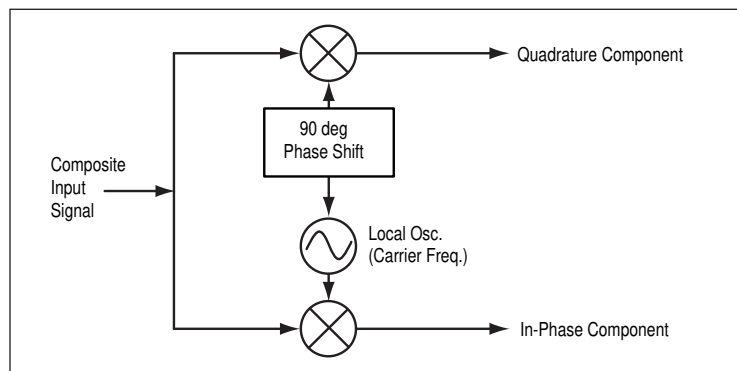 Quadrature Component
90 deg
Phase Shift
Composite
Input
Signal
Local Osc.
(Carrier Freq.)
In-Phase Component